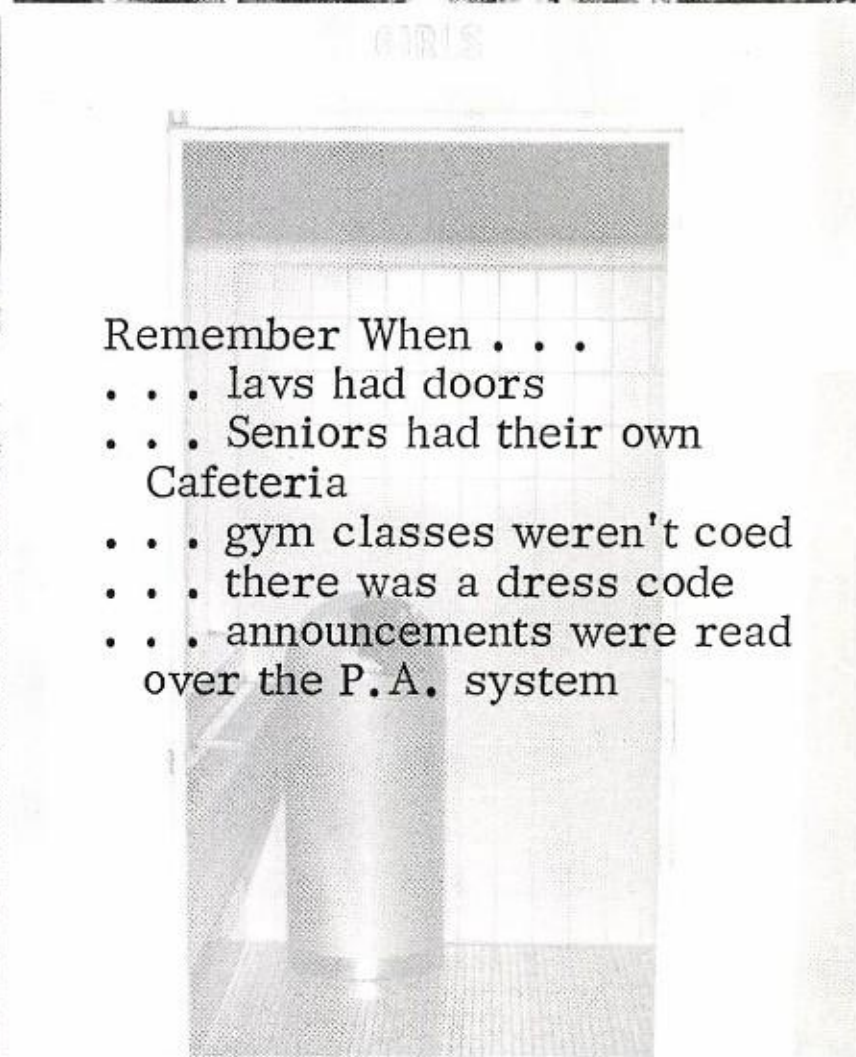 Remember When . . .
. . . lavs had doors
. . . Seniors had their own
Cafeteria
. . . gym classes weren't coed
. . . there was a dress code
. . . announcements were read
over the P.A. system